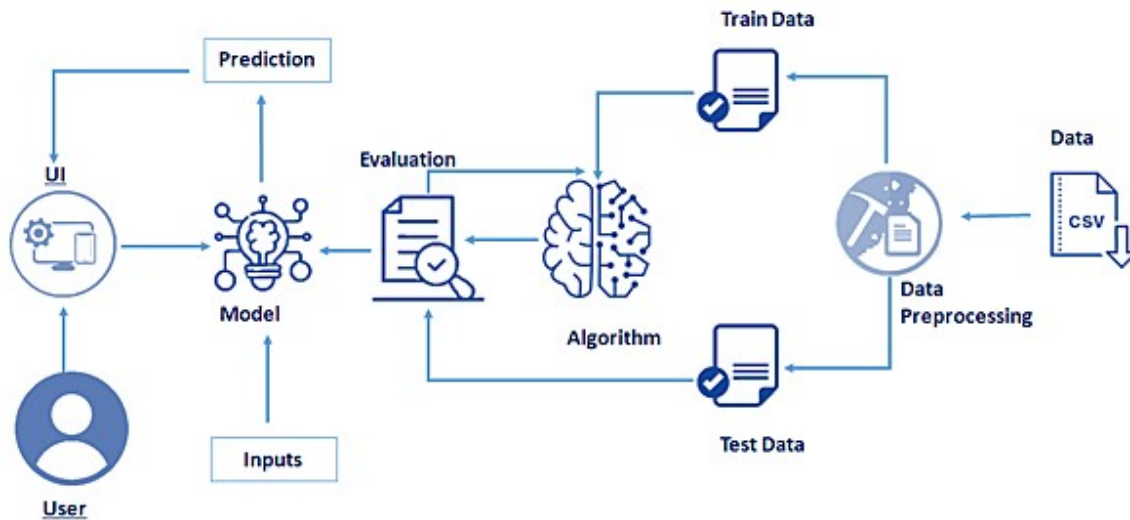 Train Data
Prediction
Data
Evaluation
UI
CSV
Model
Algorithm
Data
Preprocessing
Inputs
Test Data
User